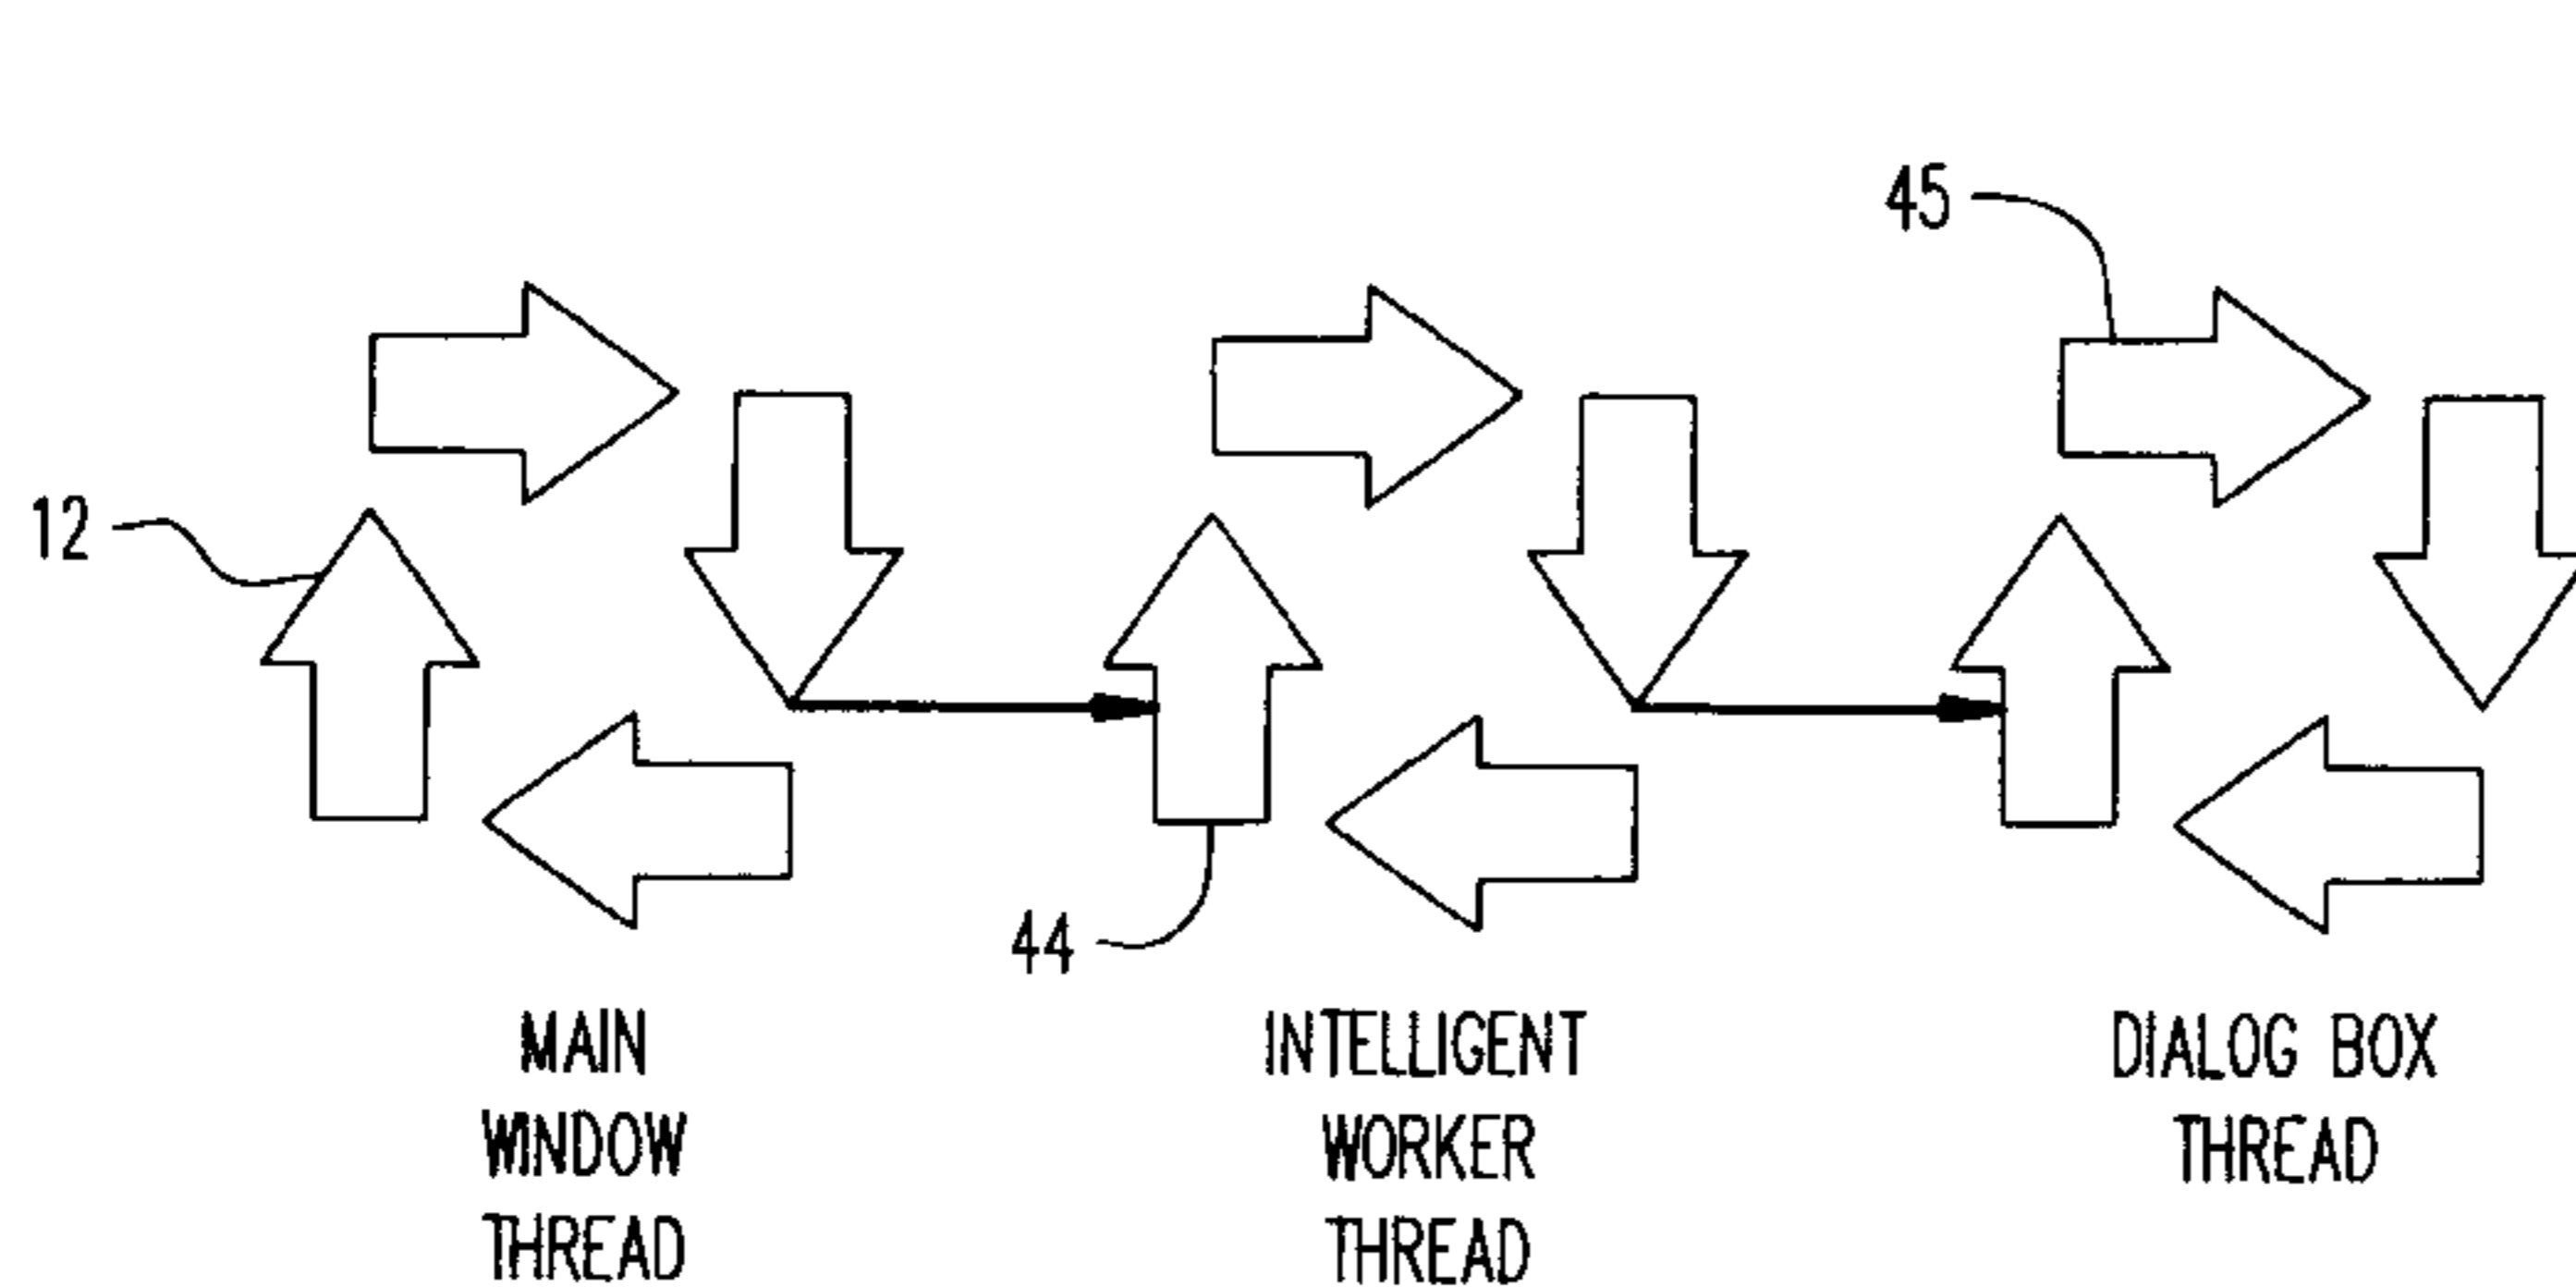 45
12
44
MAIN
WINDOW
THREAD
INTELLIGENT
WORKER
THREAD
DIALOG BOX
THREAD